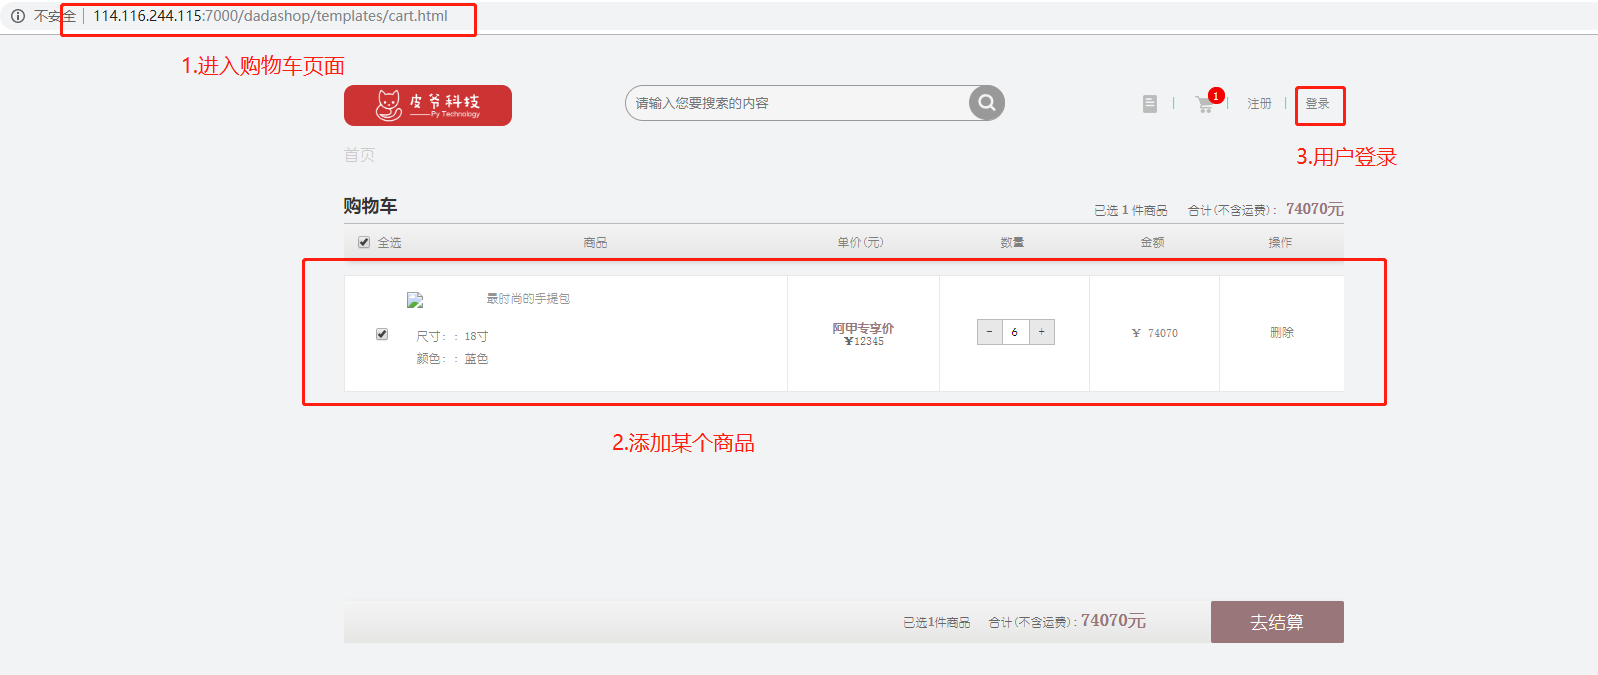 不安全 | 114.116.244.115:7000/dadashop/templates/cart.html
1.进入购物车页面
皮爷科技
——Py Technology
请输入您要搜索的内容
1
注册
登录
3.用户登录
首页
购物车
已选 1 件商品 合计(不含运费): 74070元
全选 商品 单价(元) 数量 金额 操作
最时尚的手提包
尺寸：: 18寸
颜色：: 蓝色
阿甲专享价
¥12345
- 6 +
¥ 74070
删除
2.添加某个商品
已选1件商品 合计(不含运费): 74070元
去结算